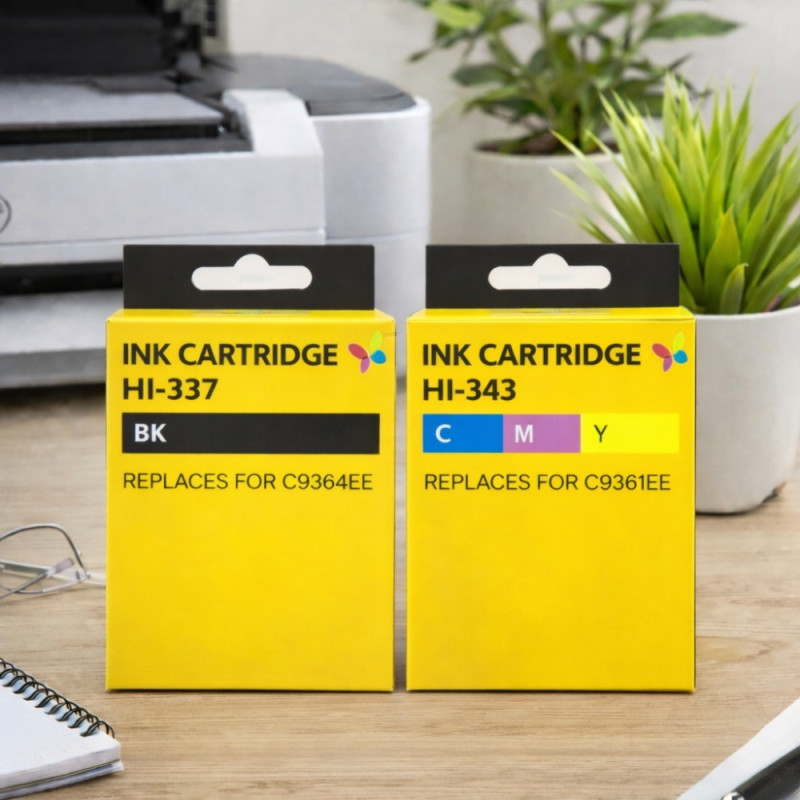 INK CARTRIDGE
HI-337
BK
REPLACES FOR C9364EE
INK CARTRIDGE
HI-343
C M Y
REPLACES FOR C9361EE